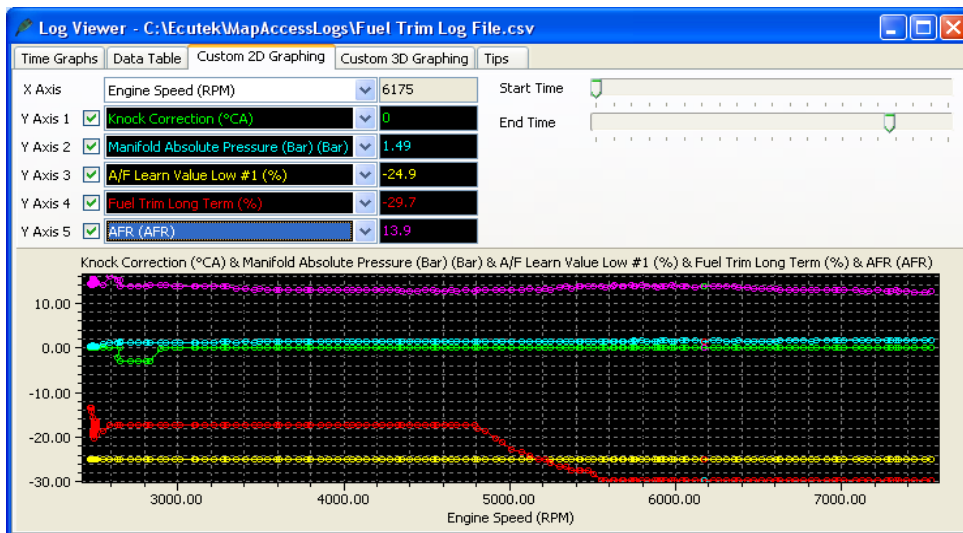 Log Viewer - C:\Ecutek\MapAccessLogs\Fuel Trim Log File.csv
Time Graphs Data Table Custom 2D Graphing Custom 3D Graphing Tips
X Axis Engine Speed (RPM) 6175 Start Time
Y Axis 1 Knock Correction (°CA) 0 End Time
Y Axis 2 Manifold Absolute Pressure (Bar) (Bar) 1.49
Y Axis 3 A/F Learn Value Low #1 (%) -24.9
Y Axis 4 Fuel Trim Long Term (%) -29.7
Y Axis 5 AFR (AFR) 13.9
Knock Correction (°CA) & Manifold Absolute Pressure (Bar) (Bar) & A/F Learn Value Low #1 (%) & Fuel Trim Long Term (%) & AFR (AFR)
10.00
0.00
-10.00
-20.00
-30.00
3000.00 4000.00 5000.00 6000.00 7000.00
Engine Speed (RPM)